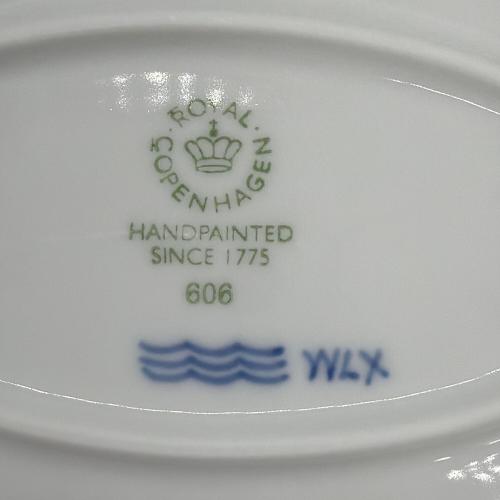 ROYAL
COPENHAGEN
HANDPAINTED
SINCE 1775
606
WLX